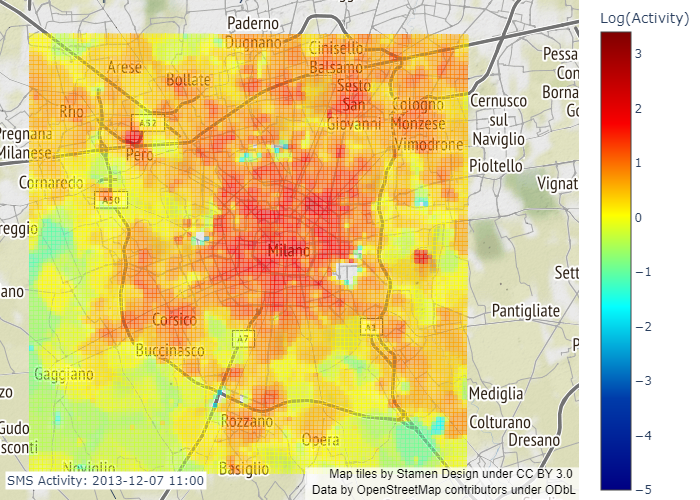 Log(Activity)
3
2
1
0
−1
−2
−3
−4
−5
Paderno
Dugnano
Cinisello
Balsamo
Sesto
San
Giovanni
Arese
Bollate
Rho
A52
Pero
Pregnana
Milanese
Cornaredo
A50
reggio
Cologno
Monzese
Vimodrone
Cernusco
sul
Naviglio
Pioltello
Pessa
Con
Borna
Go
Vignat
Milano
ano
Sett
Pantigliate
Corsico
Buccinasco
A7
A1
P
Gaggiano
zo
Gudo
sconti
Rozzano
Opera
Mediglia
Colturano
Dresano
Noviglio
Basiglio
SMS Activity: 2013-12-07 11:00
Map tiles by Stamen Design under CC BY 3.0
Data by OpenStreetMap contributors under ODbL